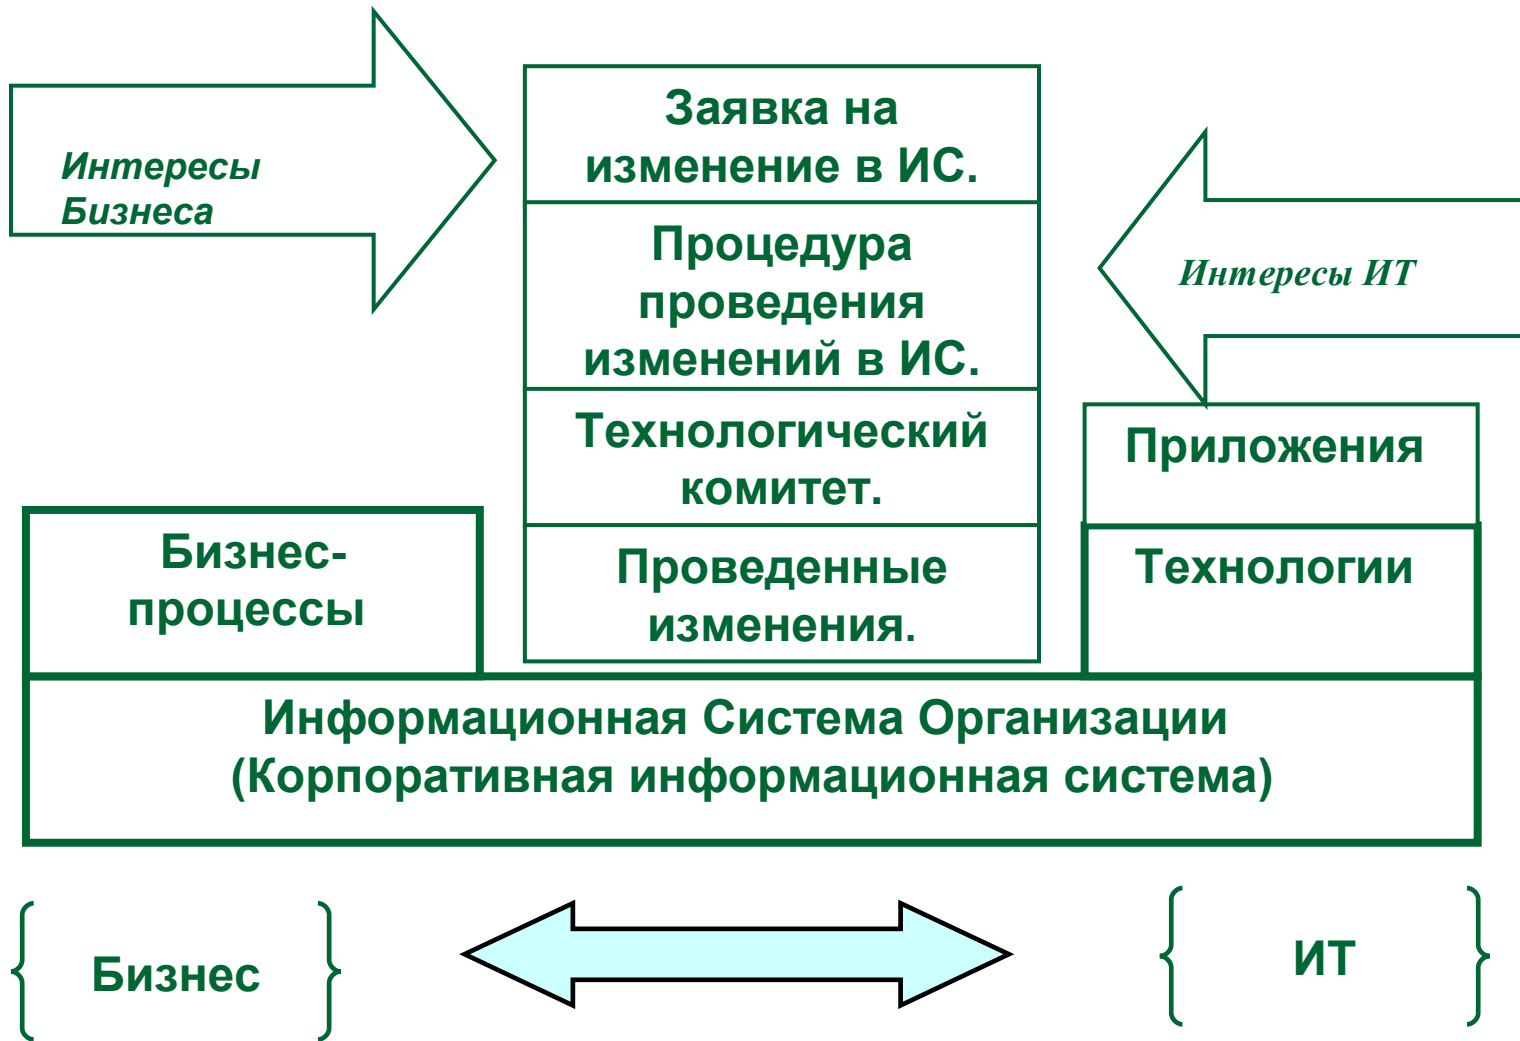 Интересы
Бизнеса
Заявка на
изменение в ИС.
Процедура
проведения
изменений в ИС.
Интересы ИТ
Технологический
комитет.
Приложения
Бизнес-
процессы
Проведенные
изменения.
Технологии
Информационная Система Организации
(Корпоративная информационная система)
Бизнес
ИТ